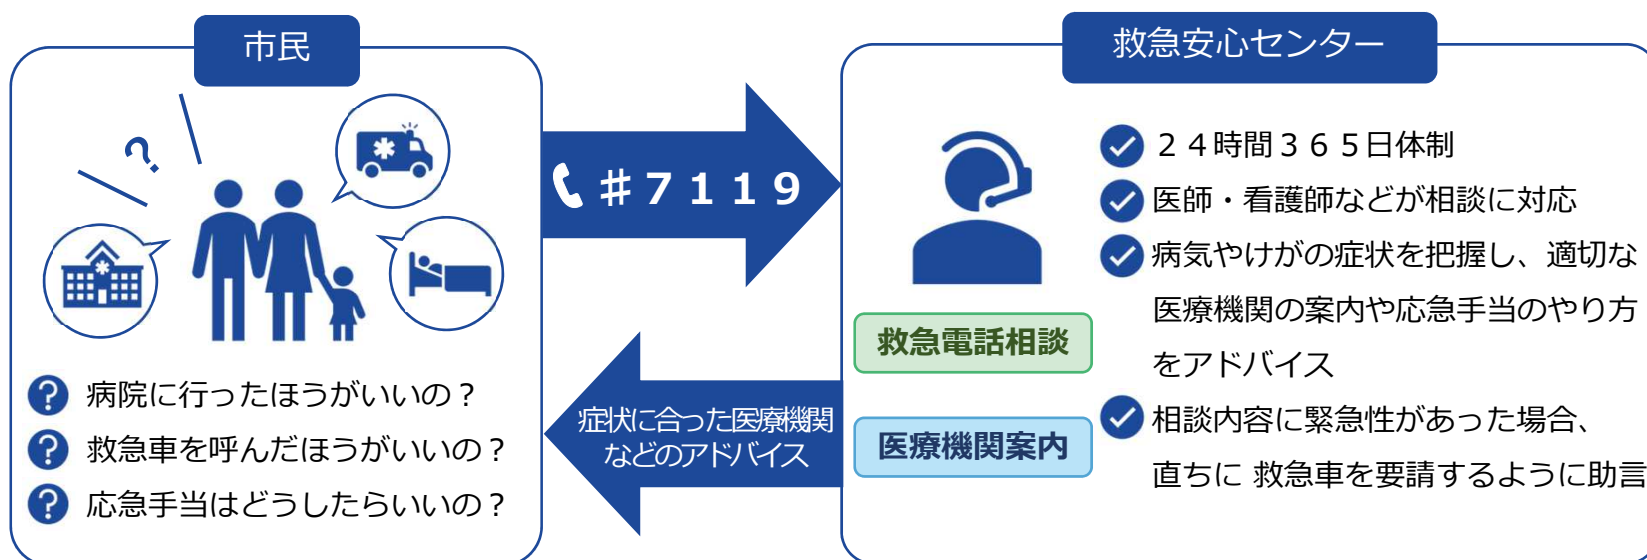 市民
?
病院に行ったほうがいいの？
救急車を呼んだほうがいいの？
応急手当はどうしたらいいの？
＃７１１９
症状に合った医療機関
などのアドバイス
救急安心センター
２４時間３６５日体制
医師・看護師などが相談に対応
病気やけがの症状を把握し、適切な
医療機関の案内や応急手当のやり方
をアドバイス
相談内容に緊急性があった場合、
直ちに 救急車を要請するように助言
救急電話相談
医療機関案内